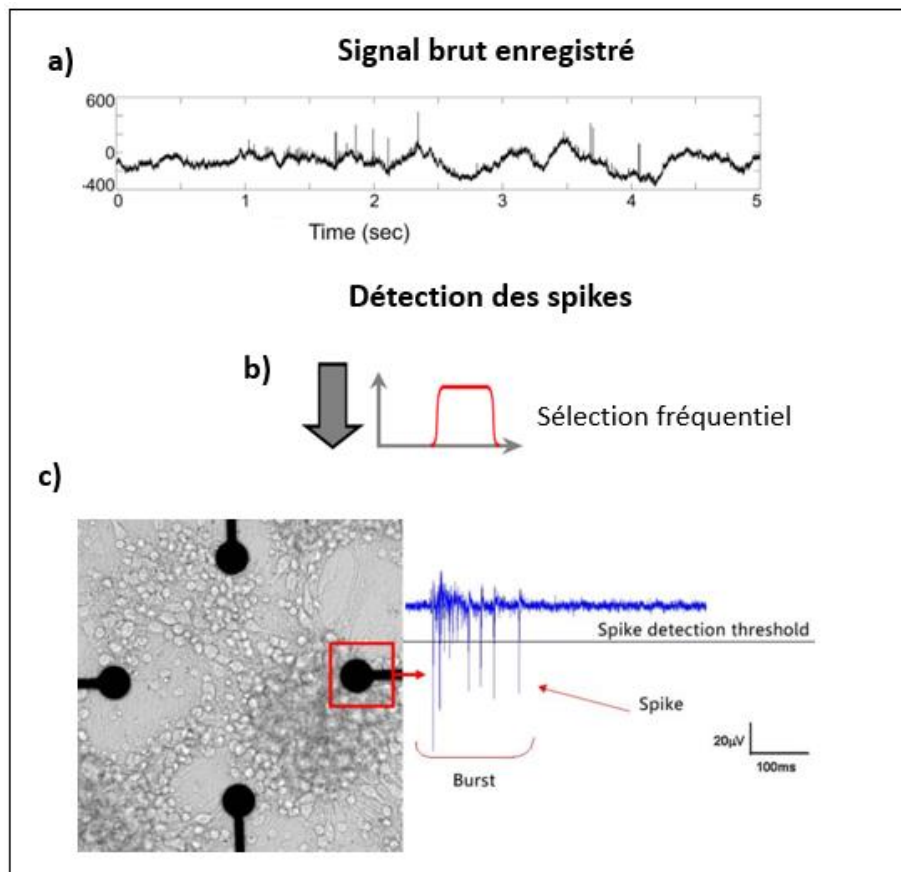 a)
Signal brut enregistré
600
0
-400
0 1 2 3 4 5
Time (sec)
Détection des spikes
b)
Sélection fréquentiel
c)
Spike detection threshold
Spike
Burst
20µV
100ms